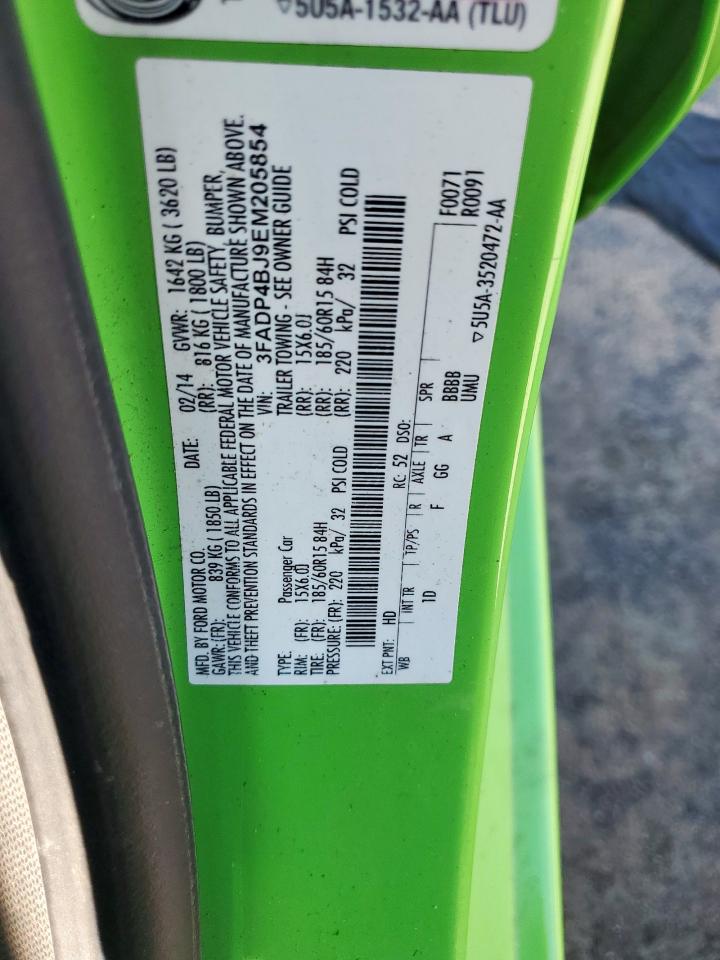 5U5A-1532-AA (TLU)
MFD. BY FORD MOTOR CO. DATE: 02/14 GVWR: 1642 KG ( 3620 LB)
GAWR: (FR): 839 KG ( 1850 LB) (RR): 816 KG ( 1800 LB)
THIS VEHICLE CONFORMS TO ALL APPLICABLE FEDERAL MOTOR VEHICLE SAFETY, BUMPER,
AND THEFT PREVENTION STANDARDS IN EFFECT ON THE DATE OF MANUFACTURE SHOWN ABOVE.
VIN: 3FADP4BJ9EM205854
TYPE: Passenger Car TRAILER TOWING - SEE OWNER GUIDE
RIM: (FR): 15X6.0J (RR): 15X6.0J
TIRE: (FR): 185/60R15 84H (RR): 185/60R15 84H
PRESSURE: (FR): 220 kPa/ 32 PSI COLD (RR): 220 kPa/ 32 PSI COLD
EXT PNT: HD RC: 52 DSO:
WB INT TR TP/PS R AXLE TR SPR F0071
1D F GG A BBBB R0091
UMU
5U5A-3520472-AA